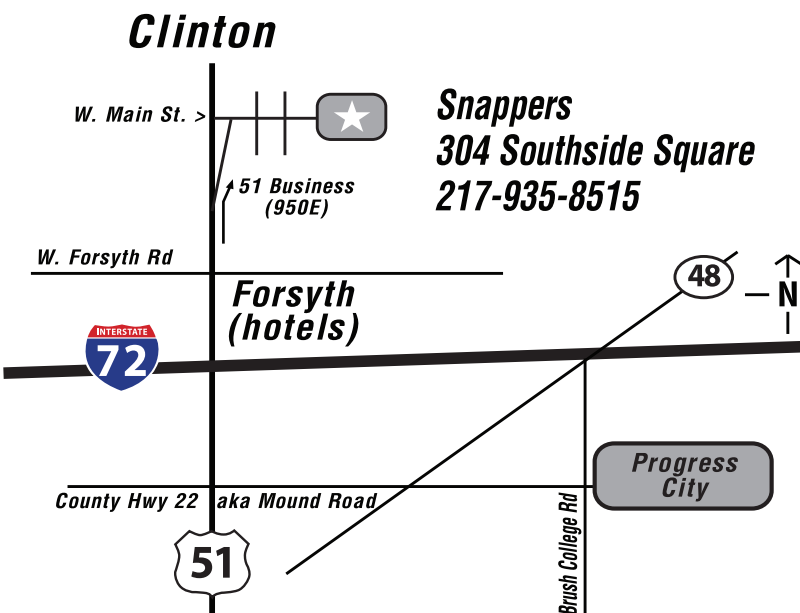 Clinton
W. Main St. >
Snappers
304 Southside Square
217-935-8515
51 Business
(950E)
W. Forsyth Rd
Forsyth
(hotels)
48
N
INTERSTATE
72
Progress
City
County Hwy 22 aka Mound Road
Brush College Rd
51